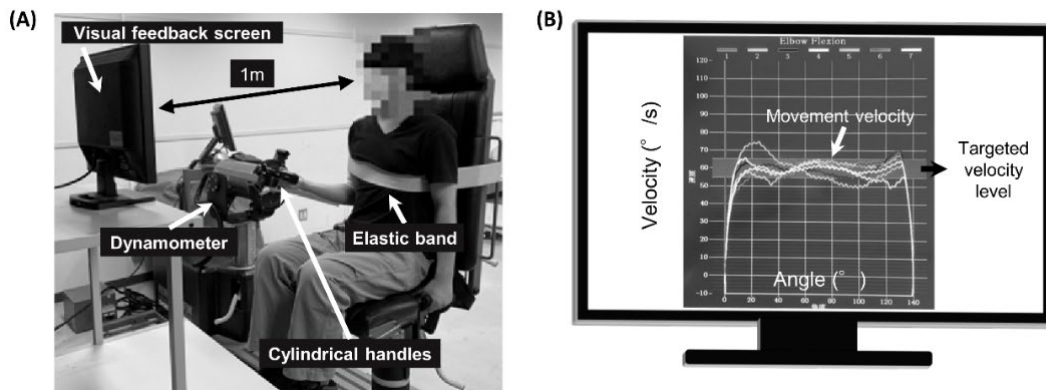 (A)
Visual feedback screen
1m
Dynamometer
Elastic band
Cylindrical handles
(B)
Elbow Flexion
1 2 3 4 5 6 7
120
110
100
90
80
70
60
50
40
30
20
10
0
-10
Velocity (° /s)
Movement velocity
Targeted
velocity
level
Angle (° )
0 20 40 60 80 100 120 140